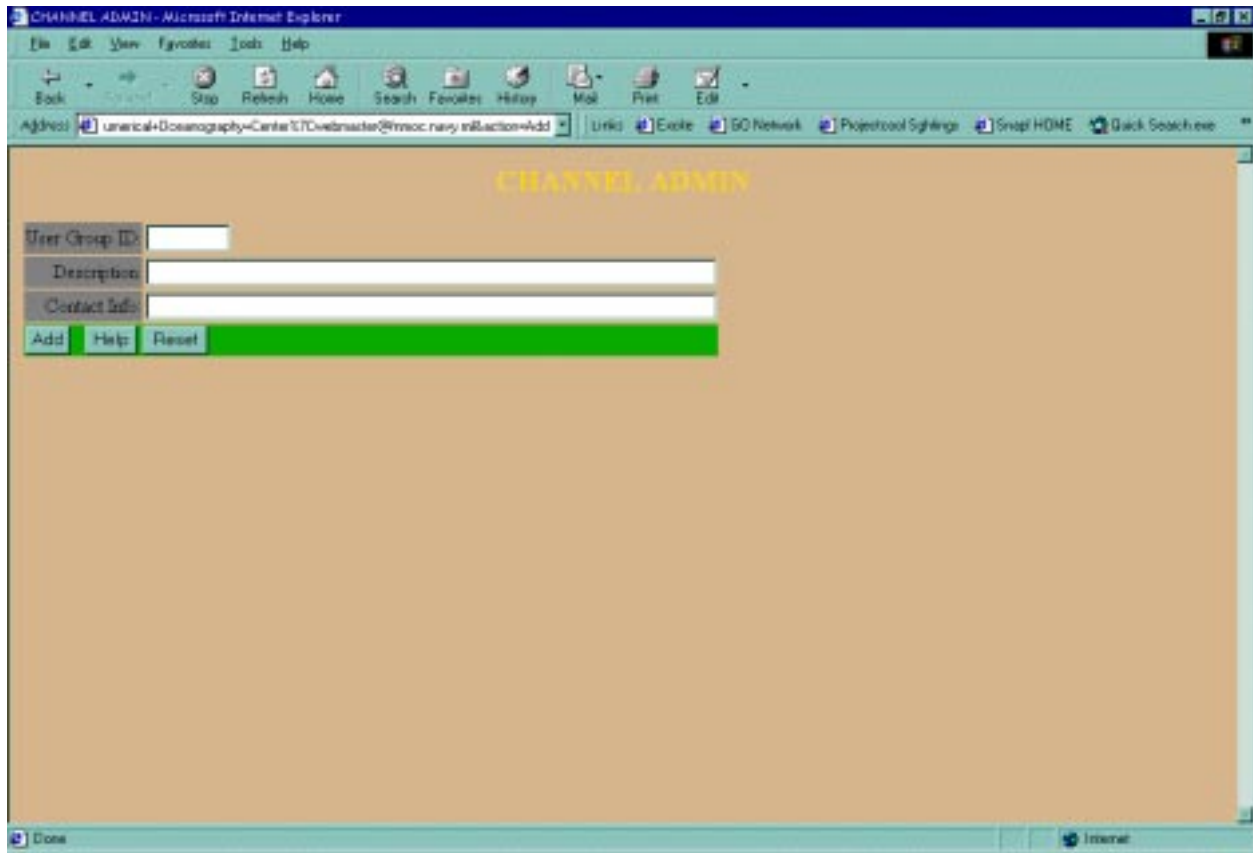 CHANNEL ADMIN - Microsoft Internet Explorer
File Edit View Favorites Tools Help
Back Forward Stop Refresh Home Search Favorites History Mail Print Edit
Address umerical+Oceanography+Center%7Cwebmaster@fnmoc.navy.mil&action=Add Links Excite GO Network Projectcool Sightings Snap! HOME Quick Search.exe
CHANNEL ADMIN
User Group ID:
Description:
Contact Info:
Add Help Reset
Done Internet